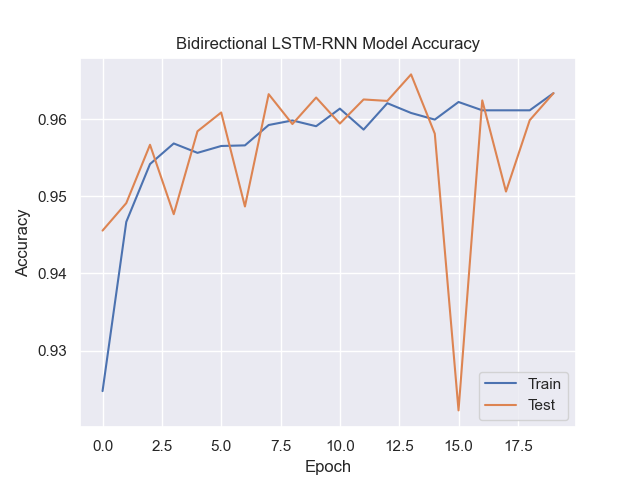 Bidirectional LSTM-RNN Model Accuracy
Accuracy
0.96
0.95
0.94
0.93
Train
Test
0.0 2.5 5.0 7.5 10.0 12.5 15.0 17.5
Epoch